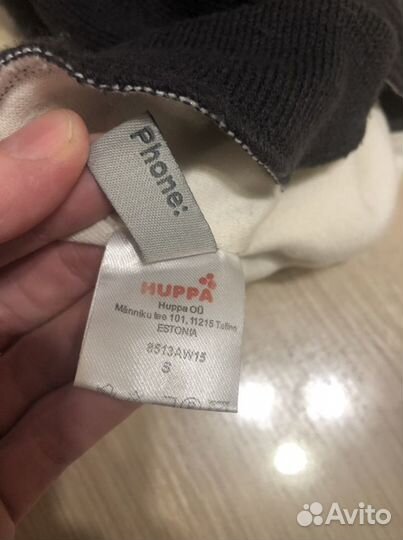 Phone:
HUPPA
Huppa OÜ
Männiku tee 101, 11215 Tallinn
ESTONIA
8513AW15
S
Avito